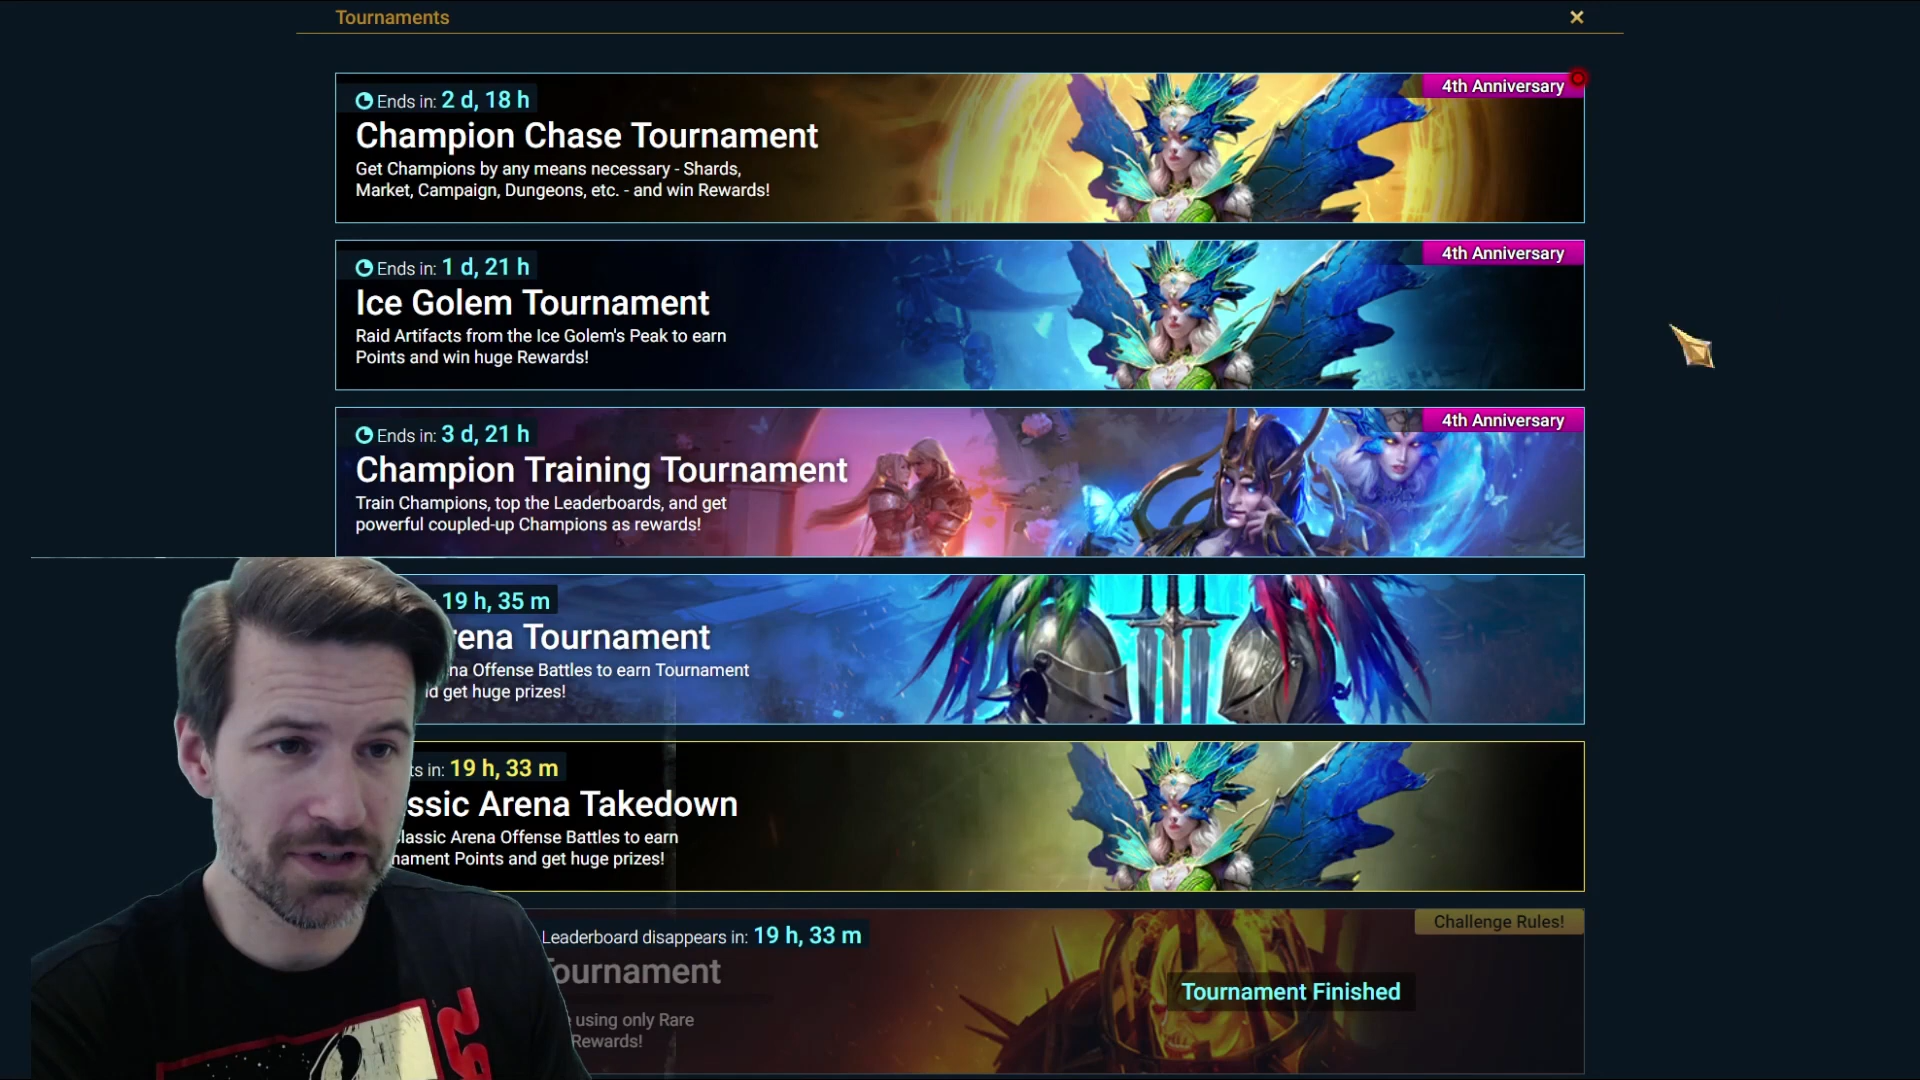 Tournaments
4th Anniversary
Ends in: 2 d, 18 h
Champion Chase Tournament
Get Champions by any means necessary - Shards,
Market, Campaign, Dungeons, etc. - and win Rewards!
4th Anniversary
Ends in: 1 d, 21 h
Ice Golem Tournament
Raid Artifacts from the Ice Golem's Peak to earn
Points and win huge Rewards!
4th Anniversary
Ends in: 3 d, 21 h
Champion Training Tournament
Train Champions, top the Leaderboards, and get
powerful coupled-up Champions as rewards!
19 h, 35 m
rena Tournament
na Offense Battles to earn Tournament
d get huge prizes!
ts in: 19 h, 33 m
ssic Arena Takedown
lassic Arena Offense Battles to earn
nament Points and get huge prizes!
Challenge Rules!
Leaderboard disappears in: 19 h, 33 m
Tournament
Tournament Finished
using only Rare
Rewards!